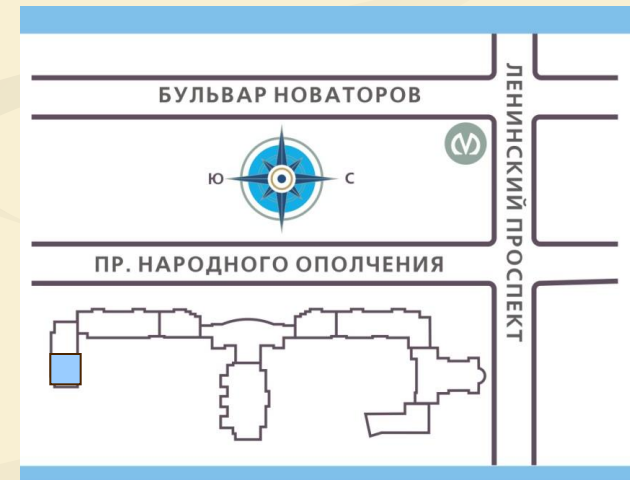 БУЛЬВАР НОВАТОРОВ
ЛЕНИНСКИЙ ПРОСПЕКТ
Ю
С
ПР. НАРОДНОГО ОПОЛЧЕНИЯ